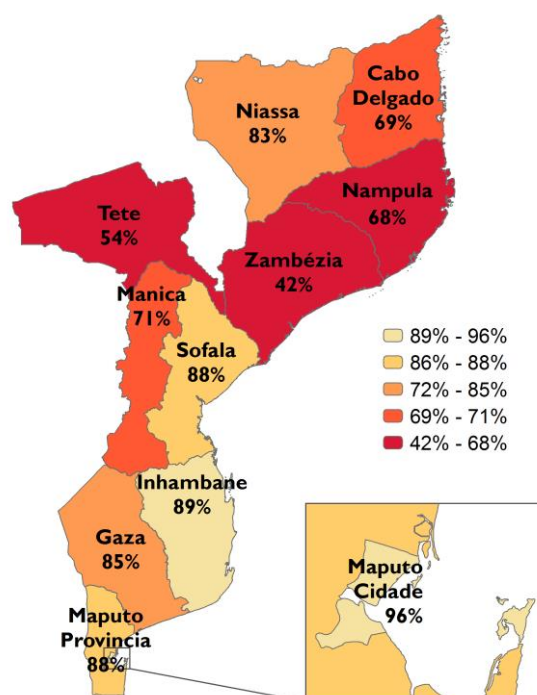 Cabo
Delgado
69%
Niassa
83%
Nampula
68%
Tete
54%
Zambézia
42%
Manica
71%
Sofala
88%
89% - 96%
86% - 88%
72% - 85%
69% - 71%
42% - 68%
Inhambane
89%
Gaza
85%
Maputo
Cidade
96%
Maputo
Provincia
88%